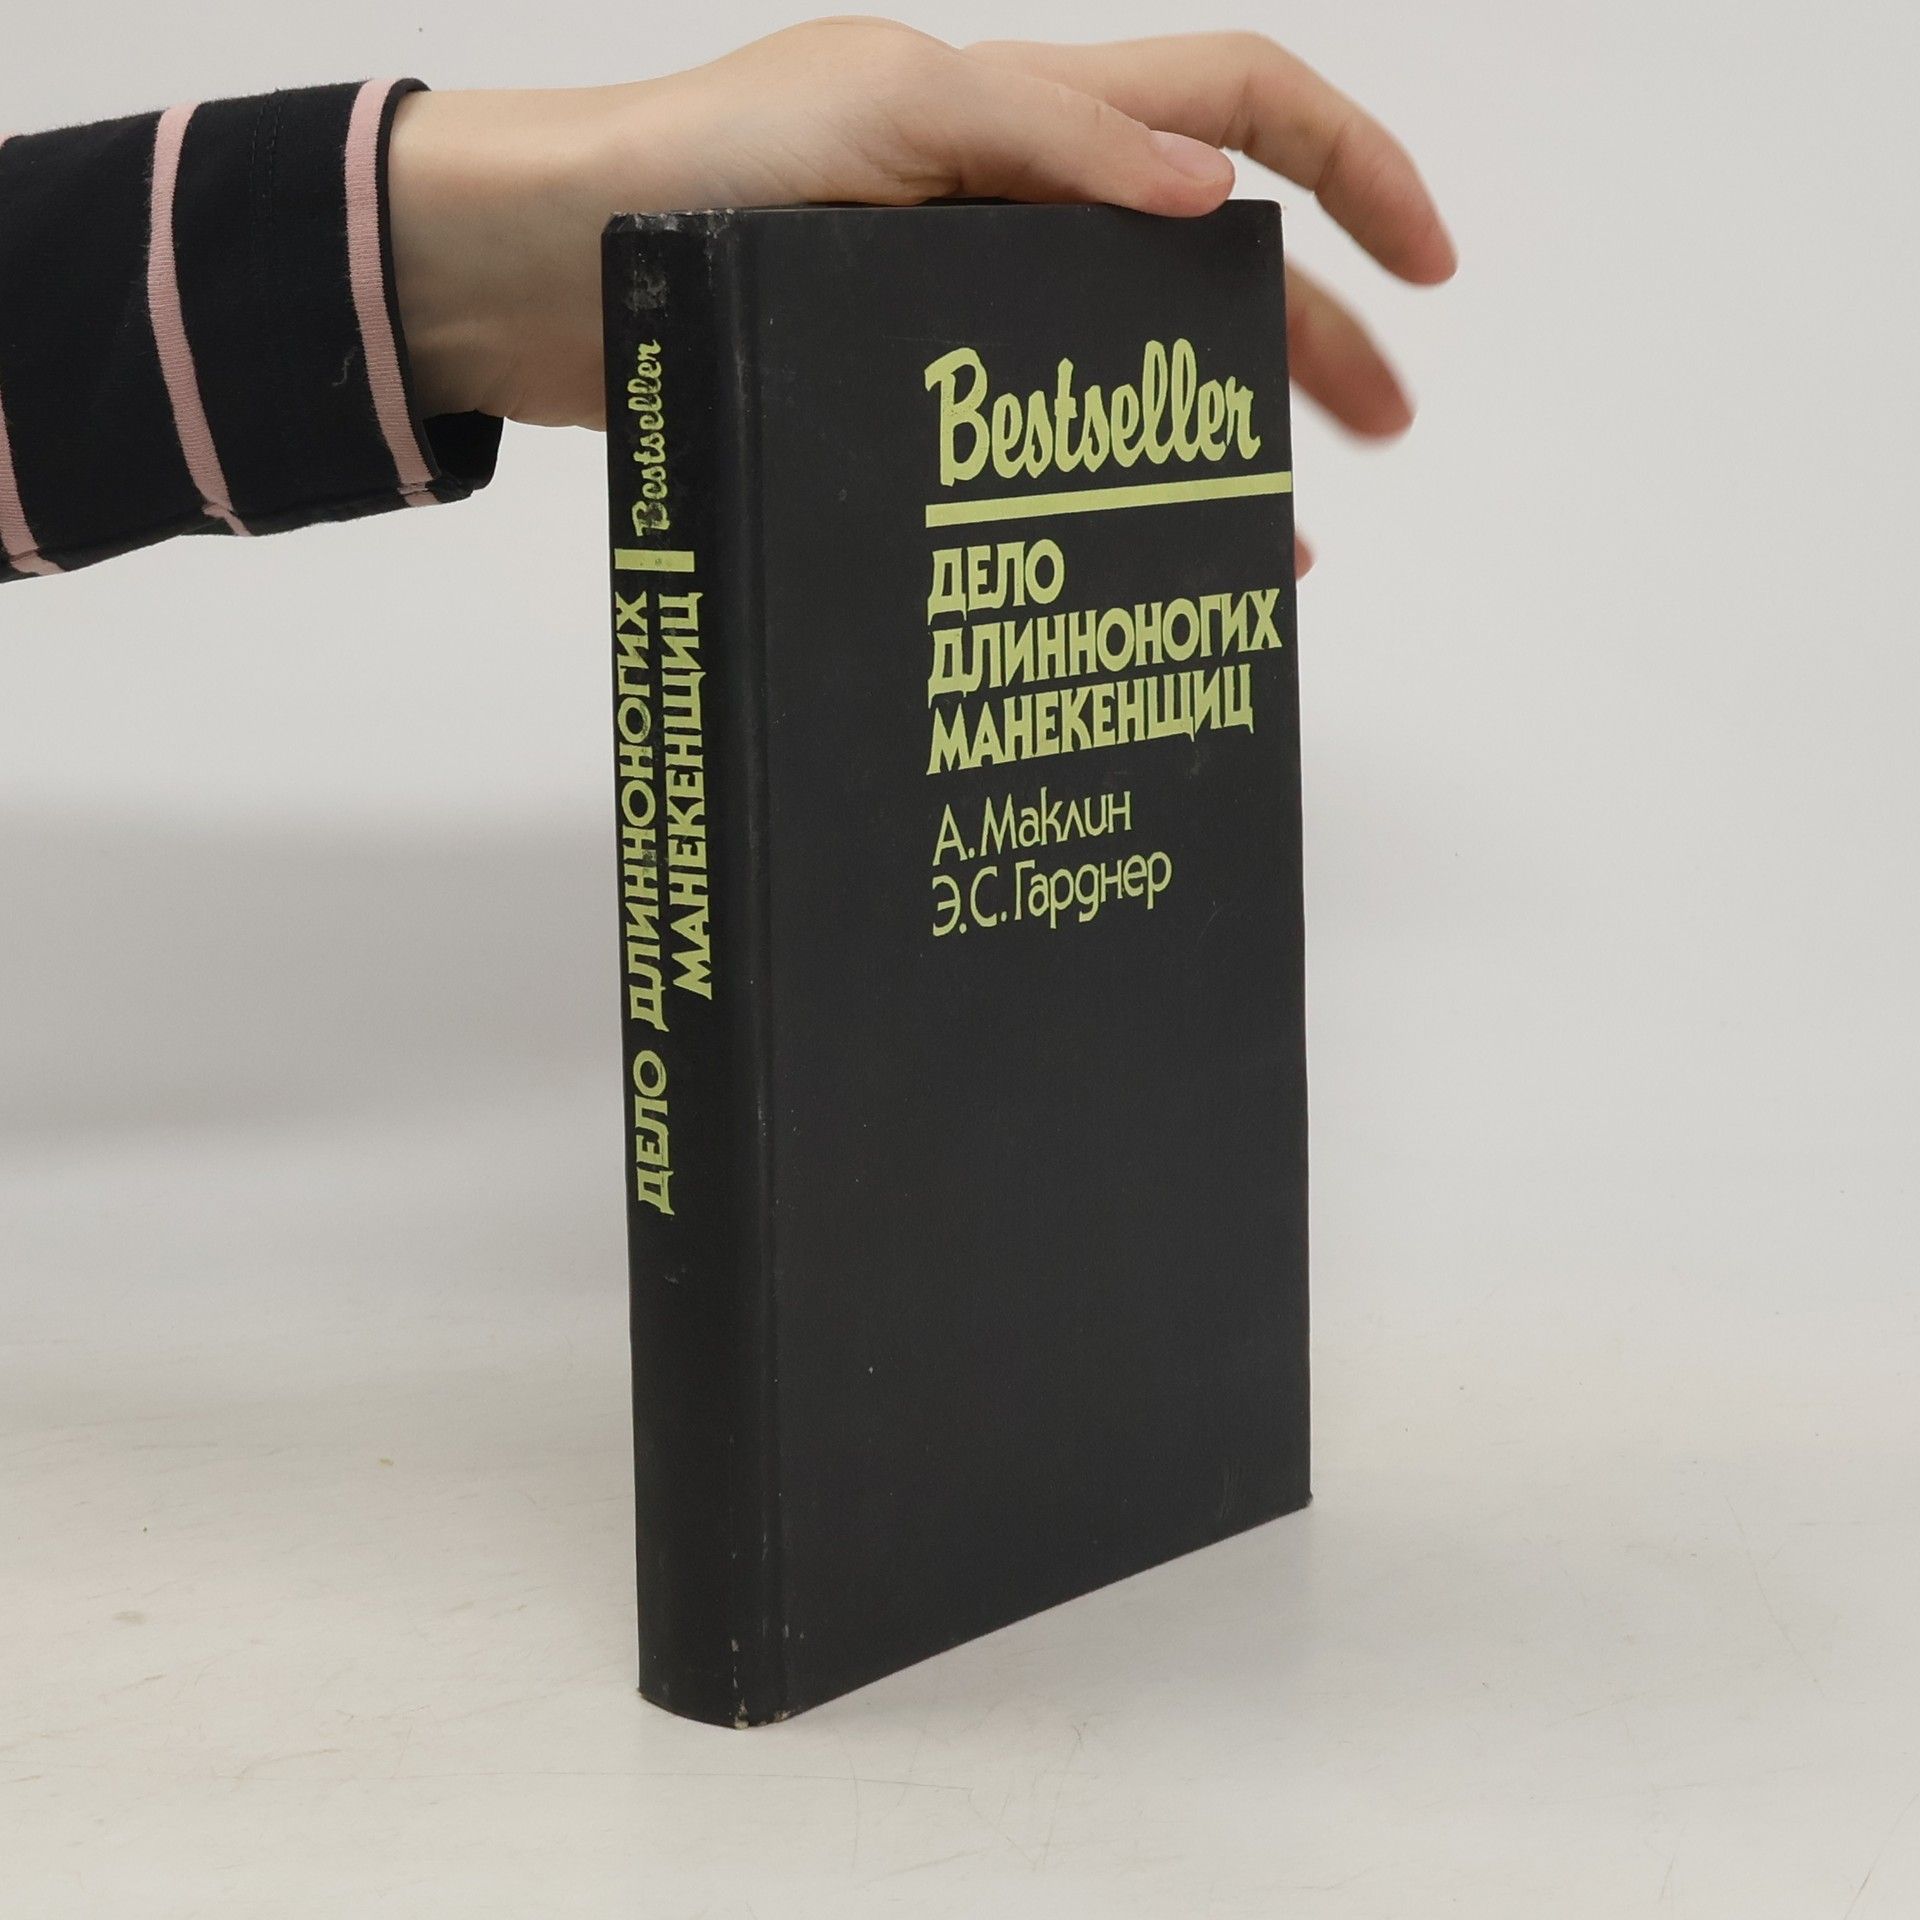 Bestseller
ДЕЛО
ДЛИННОНОГИХ
МАНЕКЕНЩИЦ
А. Маклин
Э.С. Гарднер
Bestseller
ДЕЛО ДЛИННОНОГИХ
МАНЕКЕНЩИЦ